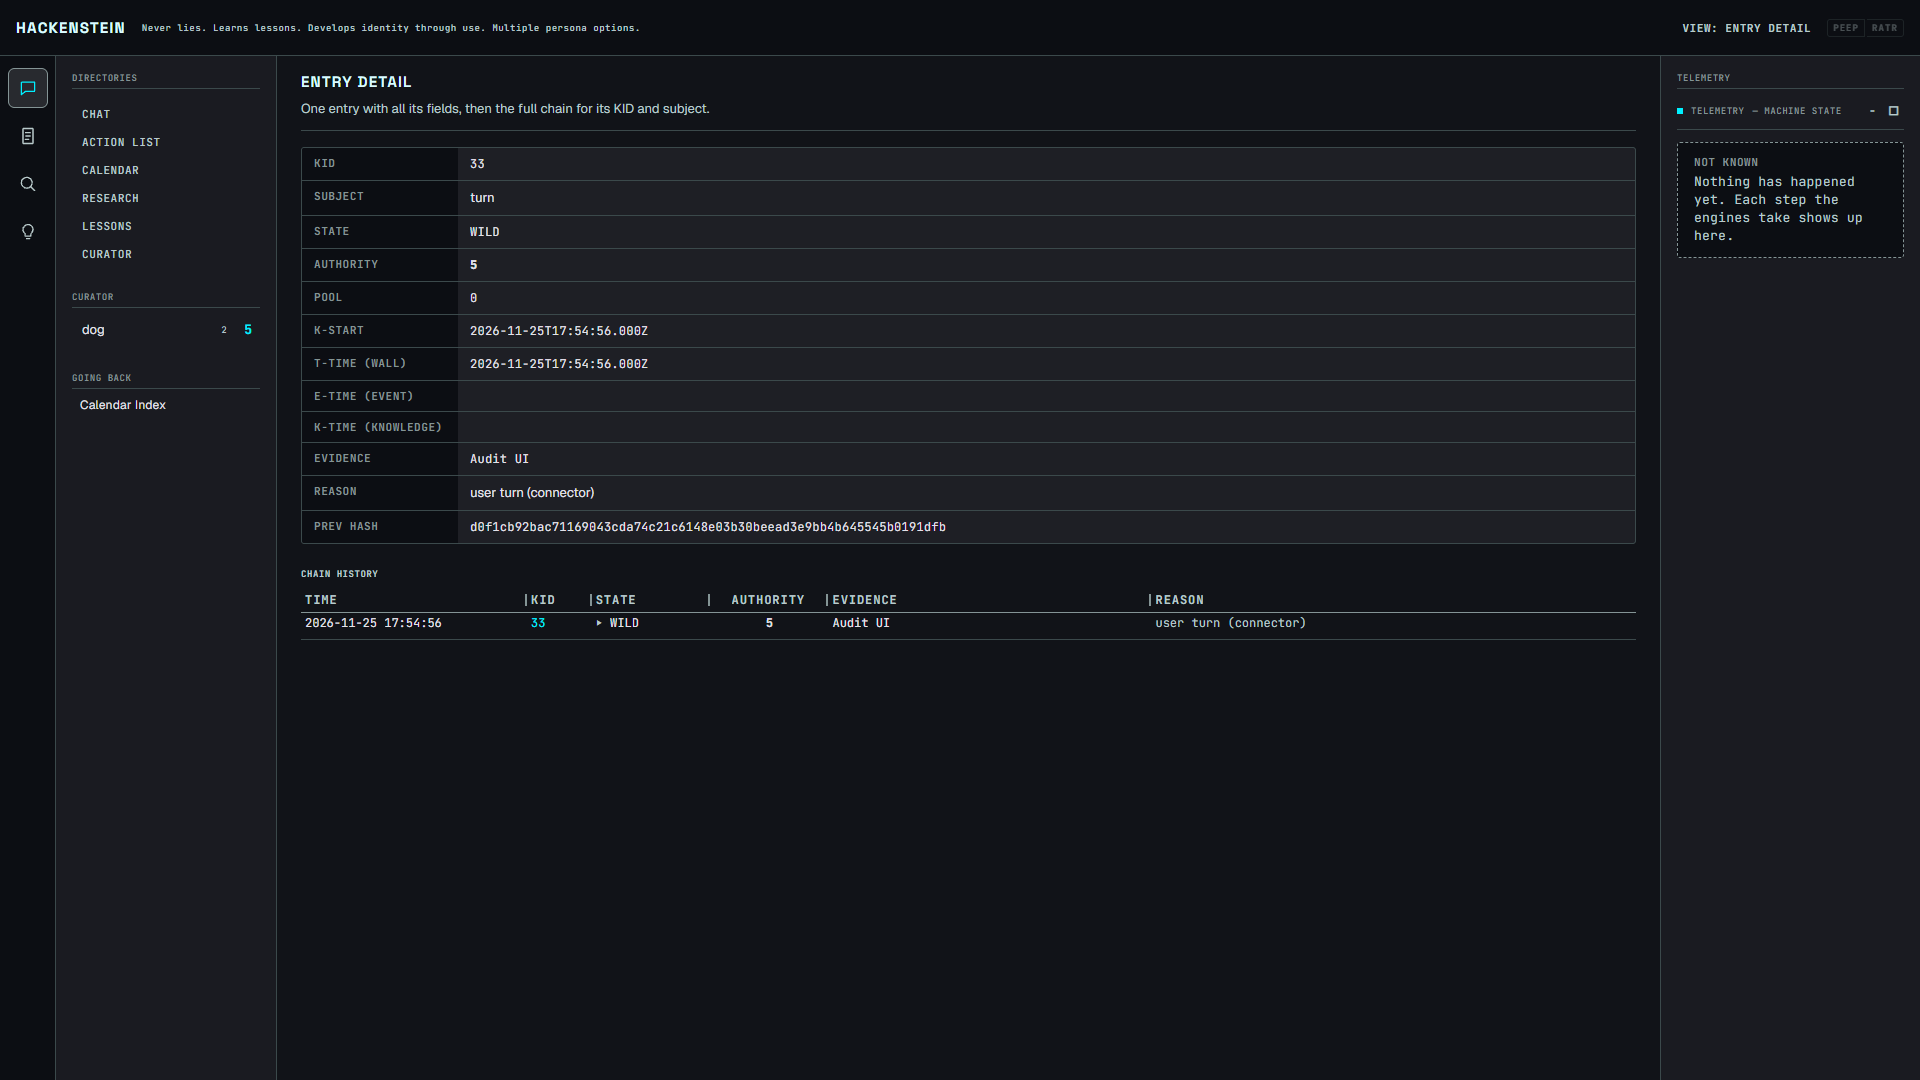 HACKENSTEIN Never lies. Learns lessons. Develops identity through use. Multiple persona options. VIEW: ENTRY DETAIL PEEP RATR
DIRECTORIES
CHAT
ACTION LIST
CALENDAR
RESEARCH
LESSONS
CURATOR
CURATOR
dog 2 5
GOING BACK
Calendar Index
ENTRY DETAIL
One entry with all its fields, then the full chain for its KID and subject.
KID 33
SUBJECT turn
STATE WILD
AUTHORITY 5
POOL 0
K-START 2026-11-25T17:54:56.000Z
T-TIME (WALL) 2026-11-25T17:54:56.000Z
E-TIME (EVENT)
K-TIME (KNOWLEDGE)
EVIDENCE Audit UI
REASON user turn (connector)
PREV HASH d0f1cb92bac71169043cda74c21c6148e03b30beead3e9bb4b645545b0191dfb
CHAIN HISTORY
TIME |KID |STATE | AUTHORITY |EVIDENCE |REASON
2026-11-25 17:54:56 33 ▸ WILD 5 Audit UI user turn (connector)
TELEMETRY
TELEMETRY — MACHINE STATE -
NOT KNOWN
Nothing has happened
yet. Each step the
engines take shows up
here.